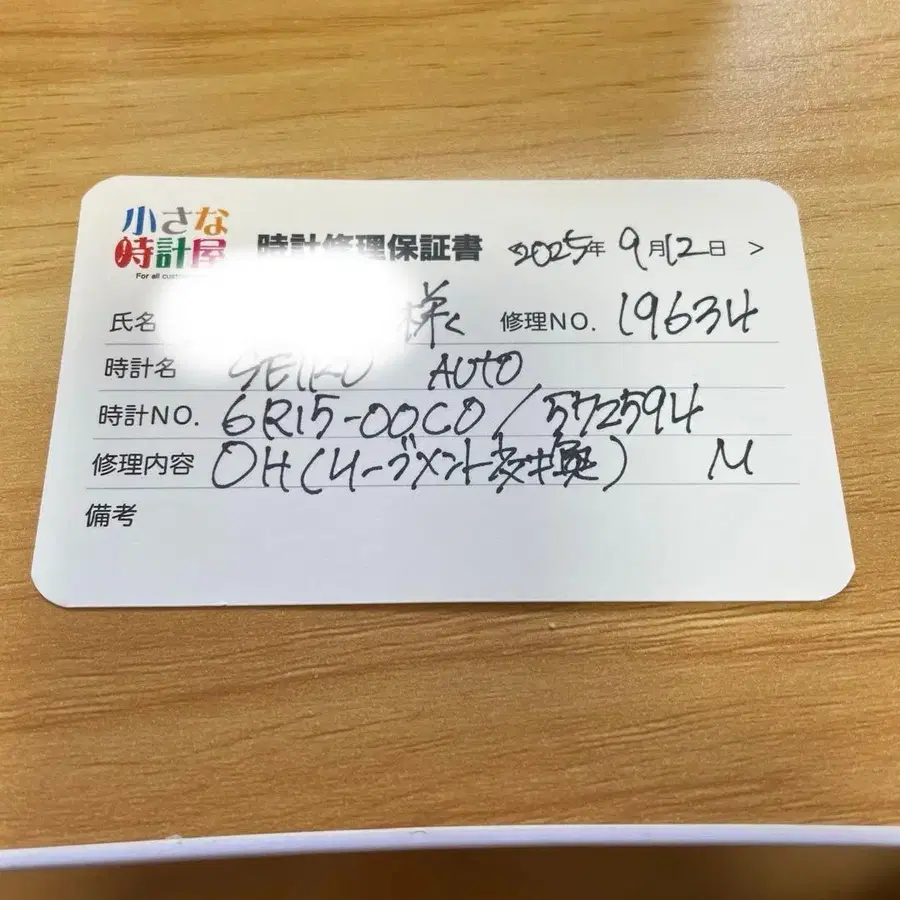 小さな
時計屋
For all
時計修理保証書 <2025年 9月12日 >
氏名 様 修理NO. 19634
時計名 SEIKO AUTO
時計NO. 6R15-00C0/572594
修理内容 OH(ムーブメント交換) M
備考